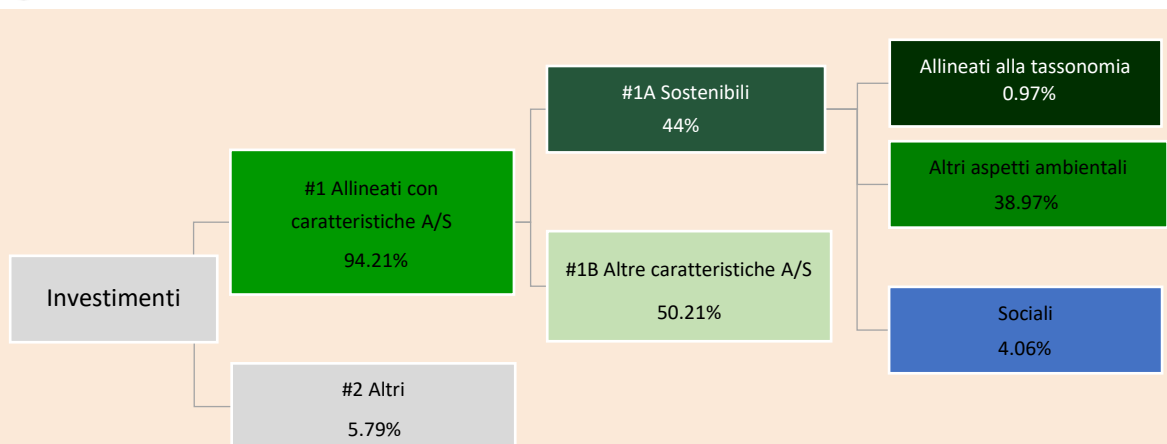 Investimenti
#1 Allineati con
caratteristiche A/S
94.21%
#2 Altri
5.79%
#1A Sostenibili
44%
#1B Altre caratteristiche A/S
50.21%
Allineati alla tassonomia
0.97%
Altri aspetti ambientali
38.97%
Sociali
4.06%